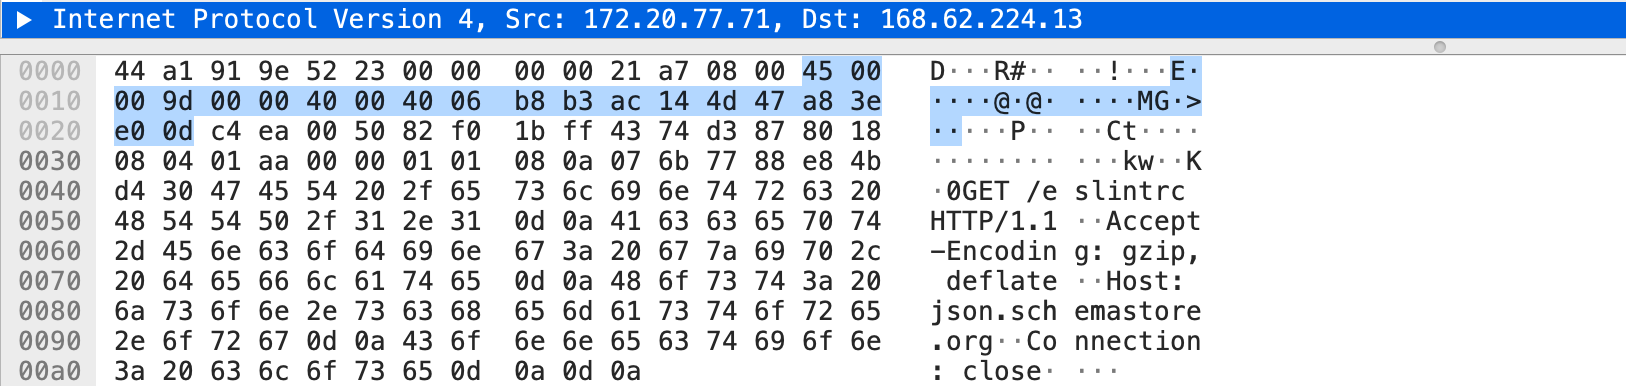 ▶ Internet Protocol Version 4, Src: 172.20.77.71, Dst: 168.62.224.13
0000 44 a1 91 9e 52 23 00 00 00 00 21 a7 08 00 45 00 D···R#·· ··!···E·
0010 00 9d 00 00 40 00 40 06 b8 b3 ac 14 4d 47 a8 3e ····@·@· ····MG·>
0020 e0 0d c4 ea 00 50 82 f0 1b ff 43 74 d3 87 80 18 ·····P·· ··Ct····
0030 08 04 01 aa 00 00 01 01 08 0a 07 6b 77 88 e8 4b ········ ···kw··K
0040 d4 30 47 45 54 20 2f 65 73 6c 69 6e 74 72 63 20 ·0GET /e slintrc
0050 48 54 54 50 2f 31 2e 31 0d 0a 41 63 63 65 70 74 HTTP/1.1 ··Accept
0060 2d 45 6e 63 6f 64 69 6e 67 3a 20 67 7a 69 70 2c -Encodin g: gzip,
0070 20 64 65 66 6c 61 74 65 0d 0a 48 6f 73 74 3a 20 deflate ··Host:
0080 6a 73 6f 6e 2e 73 63 68 65 6d 61 73 74 6f 72 65 json.sch emastore
0090 2e 6f 72 67 0d 0a 43 6f 6e 6e 65 63 74 69 6f 6e .org··Co nnection
00a0 3a 20 63 6c 6f 73 65 0d 0a 0d 0a : close· ···